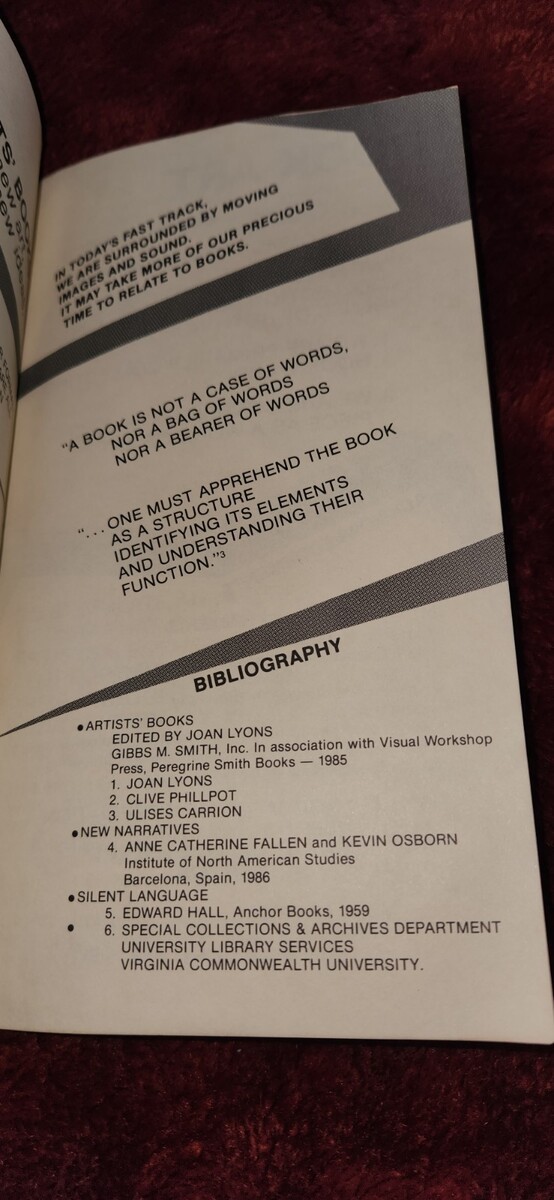 IN TODAY'S FAST TRACK,
WE ARE SURROUNDED BY MOVING
IMAGES AND SOUND.
IT MAY TAKE MORE OF OUR PRECIOUS
TIME TO RELATE TO BOOKS.
"A BOOK IS NOT A CASE OF WORDS,
NOR A BAG OF WORDS
NOR A BEARER OF WORDS
"... ONE MUST APPREHEND THE BOOK
AS A STRUCTURE
IDENTIFYING ITS ELEMENTS
AND UNDERSTANDING THEIR
FUNCTION."3
BIBLIOGRAPHY
● ARTISTS' BOOKS
EDITED BY JOAN LYONS
GIBBS M. SMITH, Inc. In association with Visual Workshop
Press, Peregrine Smith Books — 1985
1. JOAN LYONS
2. CLIVE PHILLPOT
3. ULISES CARRION
● NEW NARRATIVES
4. ANNE CATHERINE FALLEN and KEVIN OSBORN
Institute of North American Studies
Barcelona, Spain, 1986
● SILENT LANGUAGE
5. EDWARD HALL, Anchor Books, 1959
● 6. SPECIAL COLLECTIONS & ARCHIVES DEPARTMENT
UNIVERSITY LIBRARY SERVICES
VIRGINIA COMMONWEALTH UNIVERSITY.